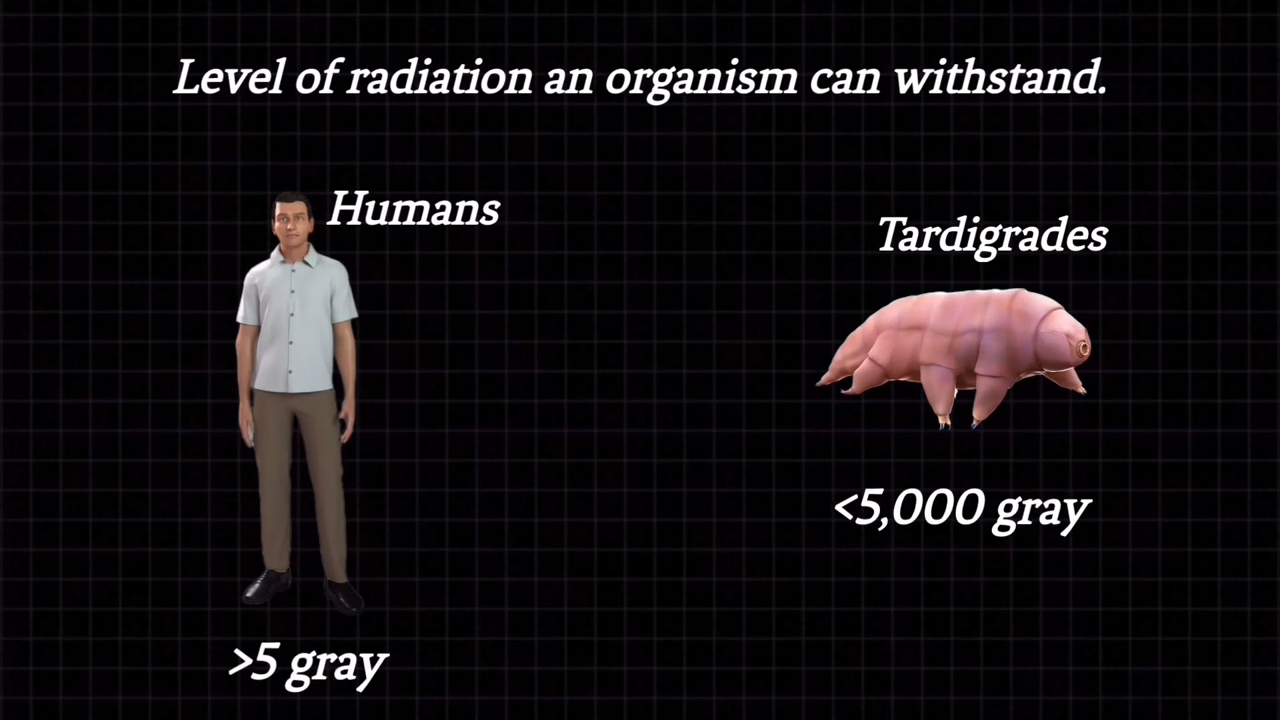 Level of radiation an organism can withstand.
Humans
Tardigrades
<5,000 gray
>5 gray